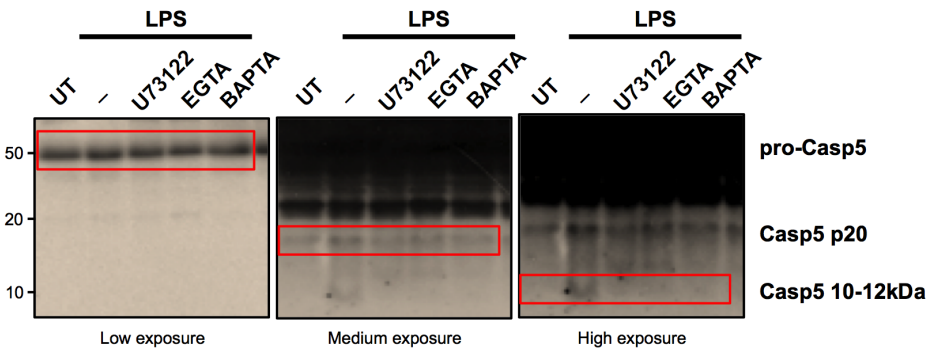 LPS LPS LPS
UT – U73122 EGTA BAPTA UT – U73122 EGTA BAPTA UT – U73122 EGTA BAPTA
50 pro-Casp5
20 Casp5 p20
10 Casp5 10-12kDa
Low exposure Medium exposure High exposure